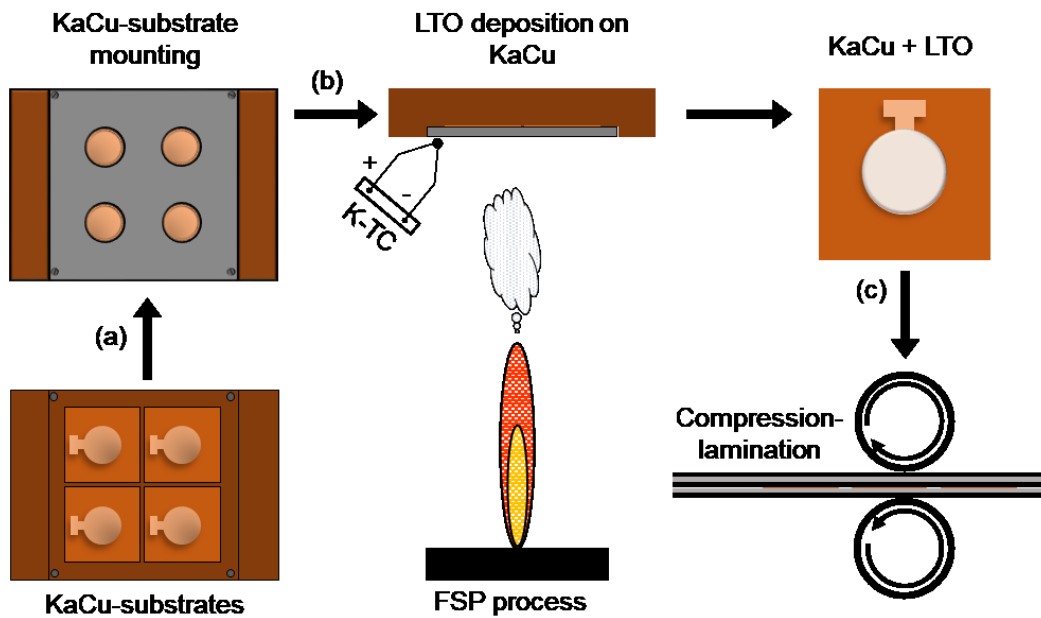 KaCu-substrate
mounting
(b)
LTO deposition on
KaCu
KaCu + LTO
+
-
K-TC
(a)
(c)
Compression-
lamination
KaCu-substrates
FSP process